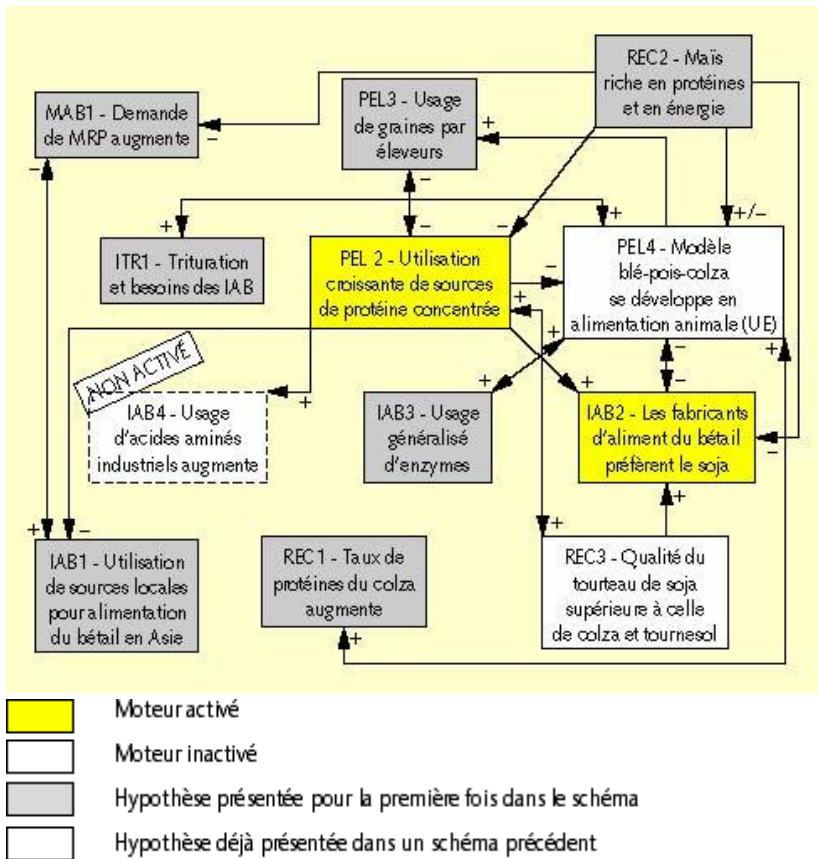 REC2 - Maïs
riche en protéines
et en énergie
MAB1 - Demande
de MRP augmente
PEL3 - Usage
de graines par
éleveurs
+
–
–
–
+
–
–
+
+/–
ITR1 - Trituration
et besoins des IAB
PEL 2 - Utilisation
croissante de sources
de protéine concentrée
–
+
PEL4 - Modèle
blé-pois-colza
se développe en
alimentation animale (UE)
+
+
–
NON ACTIVÉ
IAB4 - Usage
d'acides aminés
industriels augmente
+
+
IAB3 - Usage
généralisé
d'enzymes
+
–
IAB2 - Les fabricants
d'aliment du bétail
préfèrent le soja
–
+
+
–
+
IAB1 - Utilisation
de sources locales
pour alimentation
du bétail en Asie
REC1 - Taux de
protéines du colza
augmente
+
REC3 - Qualité du
tourteau de soja
supérieure à celle
de colza et tournesol
Moteur activé
Moteur inactivé
Hypothèse présentée pour la première fois dans le schéma
Hypothèse déjà présentée dans un schéma précédent